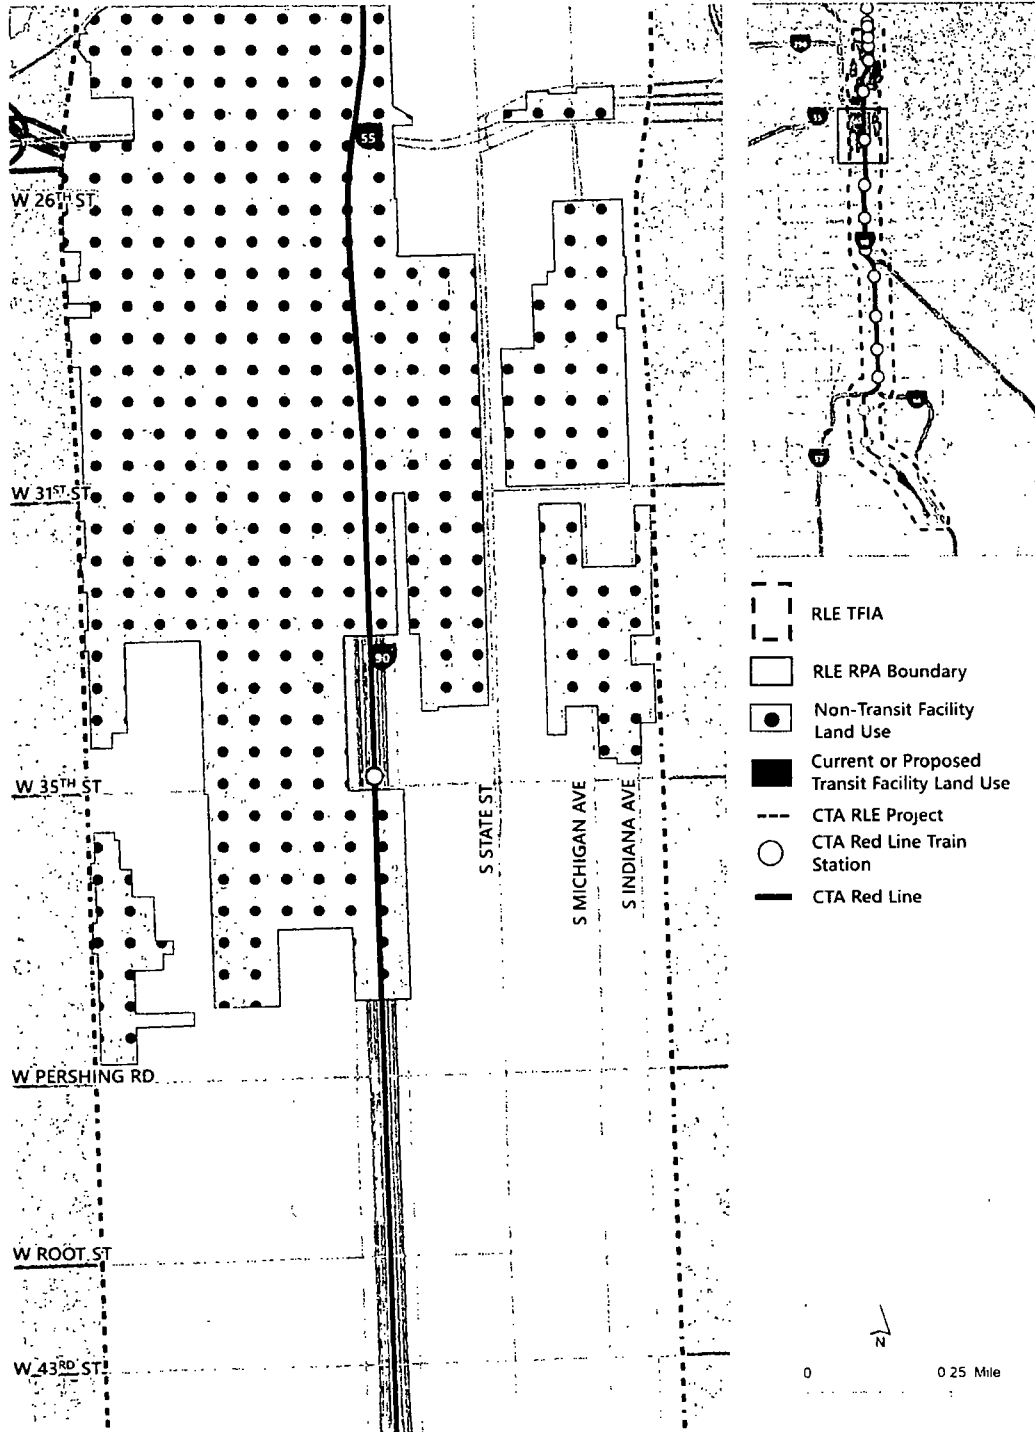 55
W 26TH ST
W 31ST ST
90
W 35TH ST
S STATE ST
S MICHIGAN AVE
S INDIANA AVE
W PERSHING RD
W ROOT ST
W 43RD ST
55
57
RLE TFIA
RLE RPA Boundary
Non-Transit Facility
Land Use
Current or Proposed
Transit Facility Land Use
CTA RLE Project
CTA Red Line Train
Station
CTA Red Line
N
0 0 25 Mile